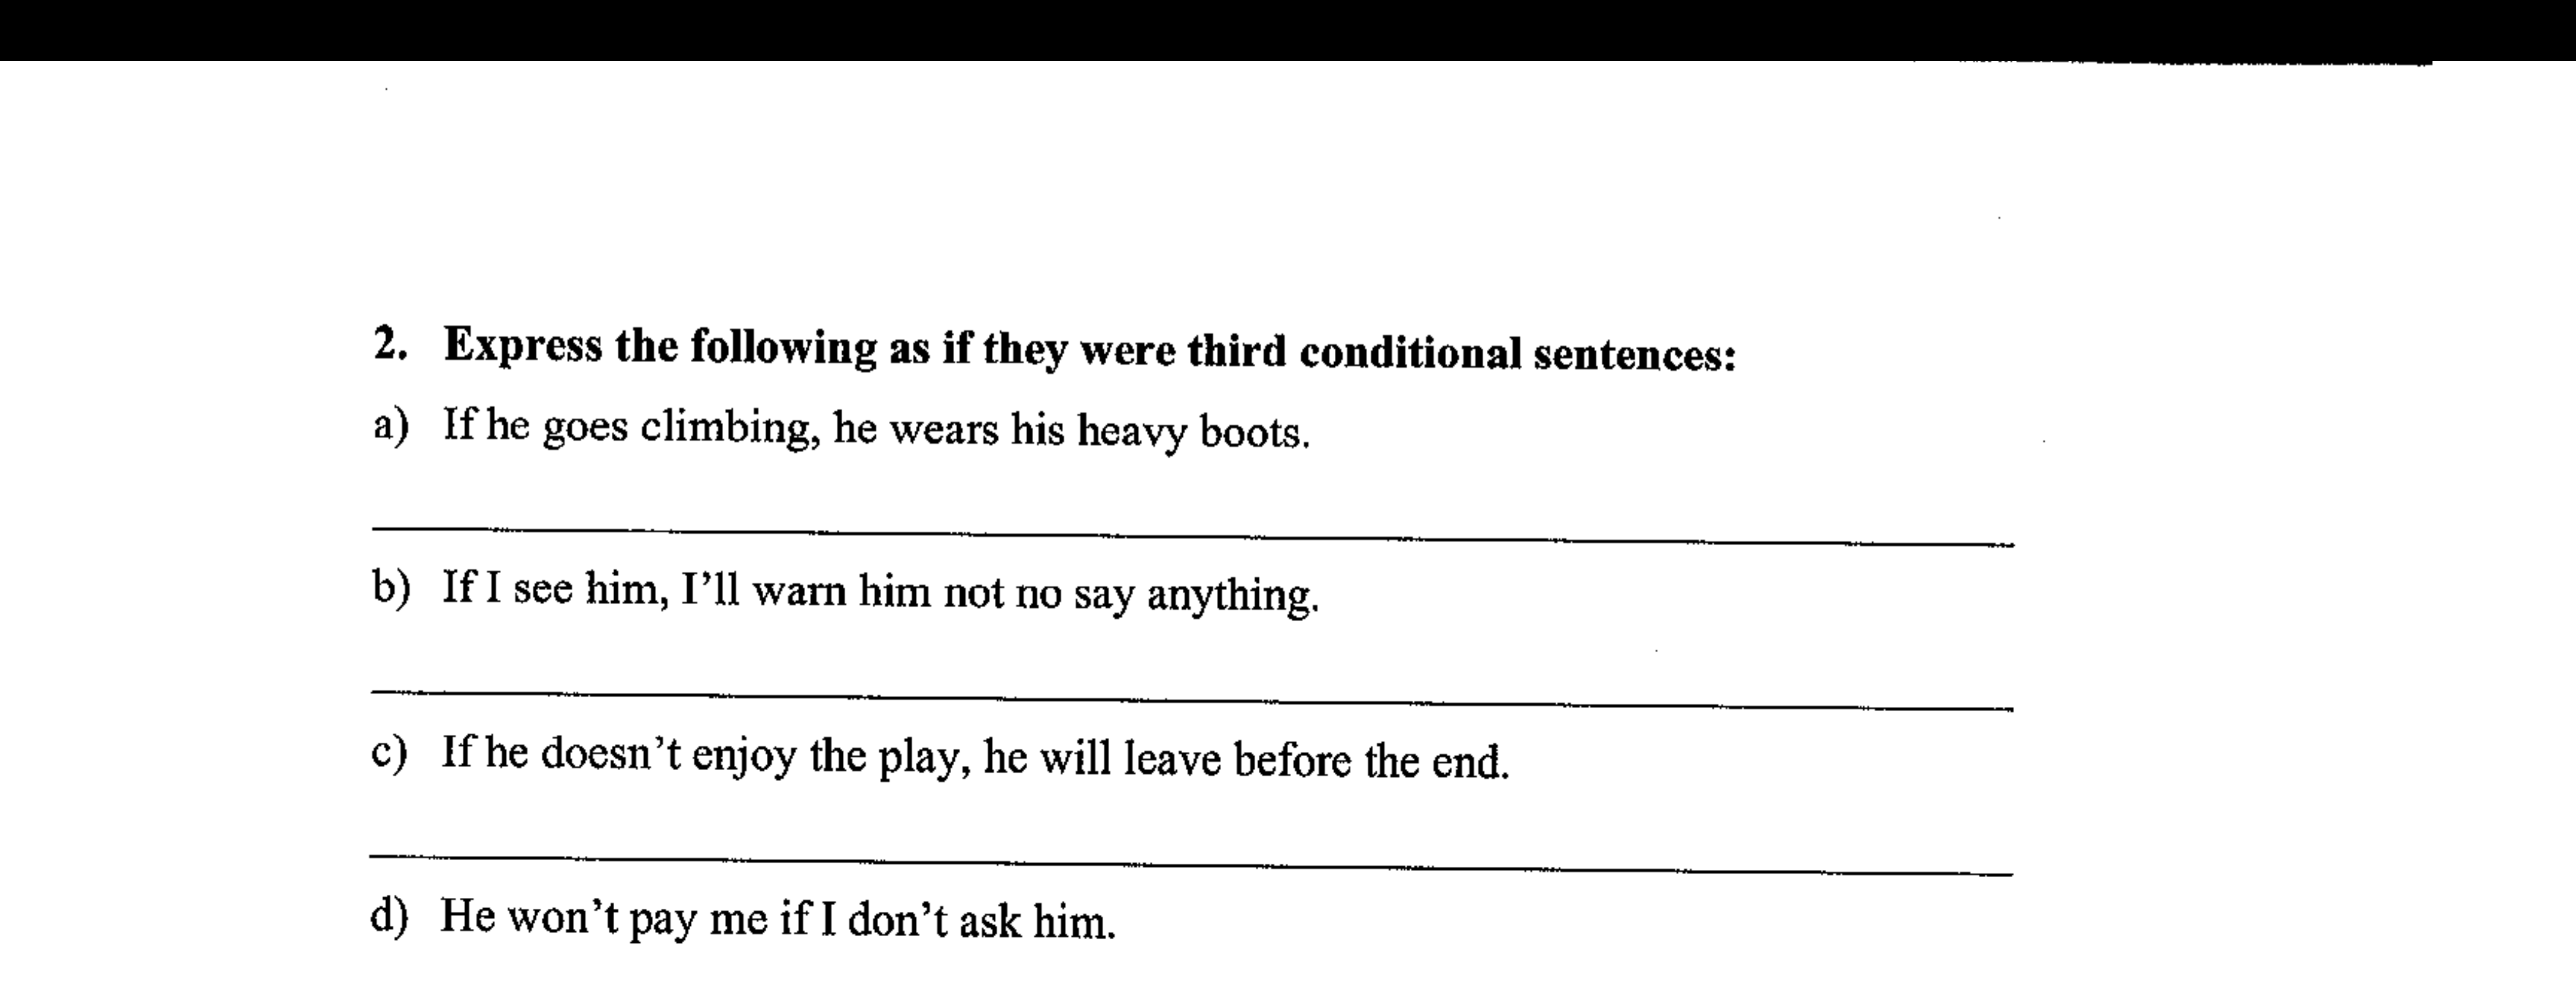 2. Express the following as if they were third conditional sentences:
a) If he goes climbing, he wears his heavy boots.
b) If I see him, I'll warn him not no say anything.
c) If he doesn't enjoy the play, he will leave before the end.
d) He won't pay me if I don't ask him.